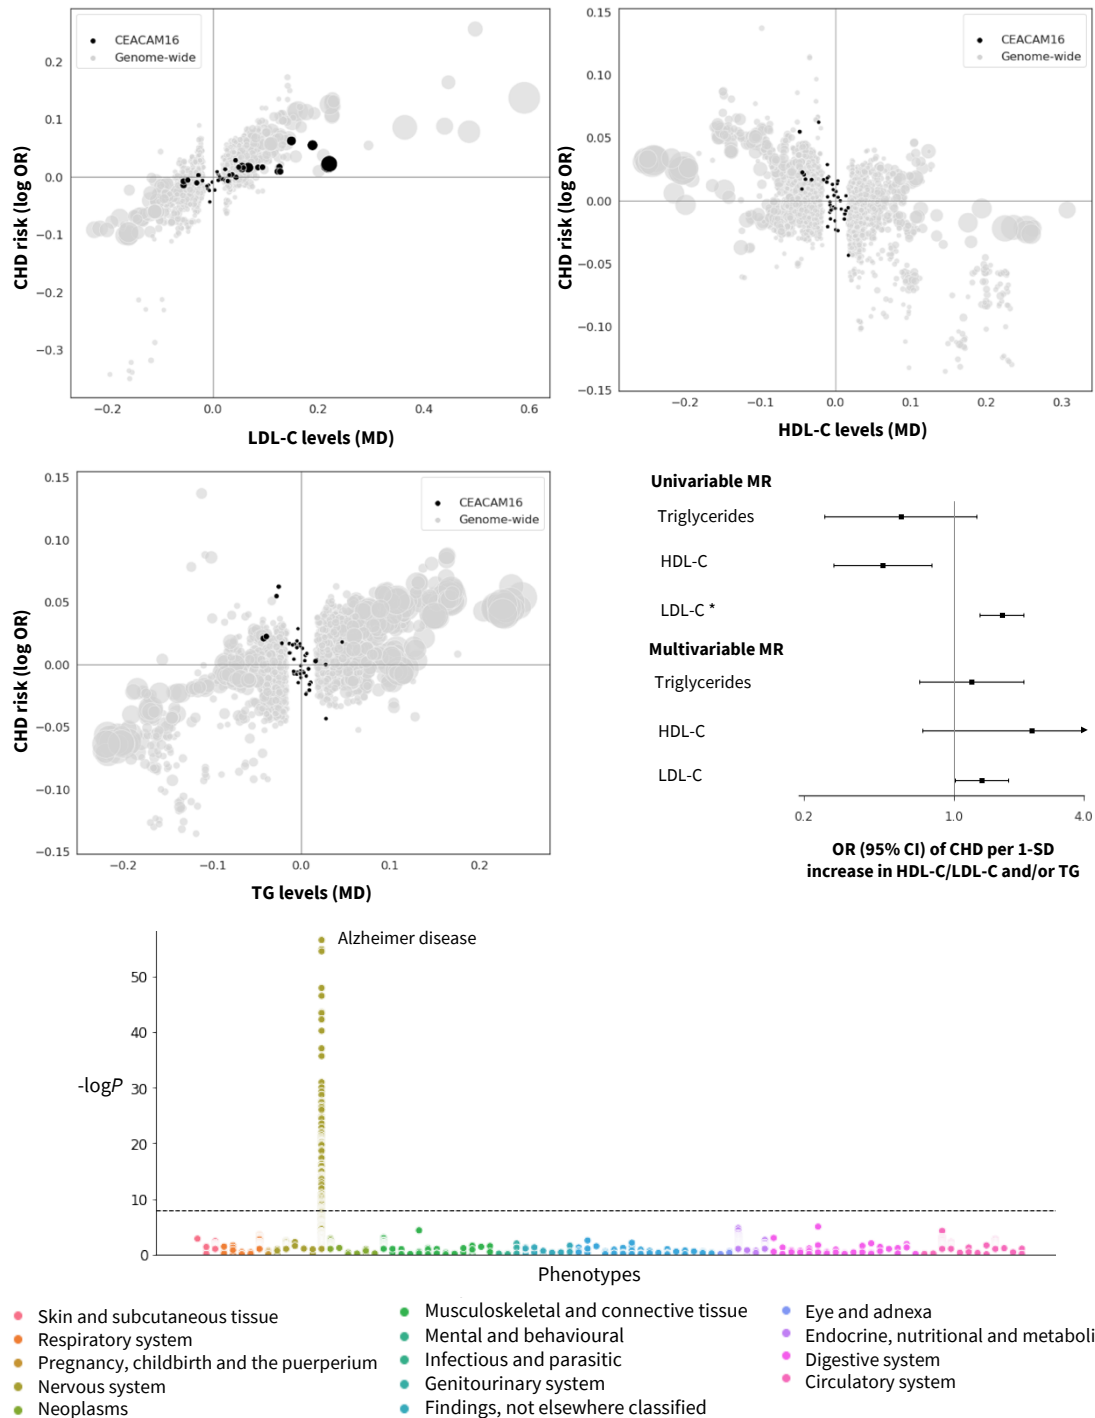 CEACAM16
Genome-wide
0.2
0.1
0.0
−0.1
−0.2
−0.3
CHD risk (log OR)
−0.2
0.0
0.2
0.4
0.6
LDL-C levels (MD)
CEACAM16
Genome-wide
0.15
0.10
0.05
0.00
−0.05
−0.10
−0.15
CHD risk (log OR)
−0.2
−0.1
0.0
0.1
0.2
0.3
HDL-C levels (MD)
CEACAM16
Genome-wide
0.15
0.10
0.05
0.00
−0.05
−0.10
−0.15
CHD risk (log OR)
−0.2
−0.1
0.0
0.1
0.2
TG levels (MD)
Univariable MR
Triglycerides
HDL-C
LDL-C *
Multivariable MR
Triglycerides
HDL-C
LDL-C
0.2
1.0
4.0
OR (95% CI) of CHD per 1-SD
increase in HDL-C/LDL-C and/or TG
Alzheimer disease
50
40
30
20
10
0
-logP
Phenotypes
Skin and subcutaneous tissue
Respiratory system
Pregnancy, childbirth and the puerperium
Nervous system
Neoplasms
Musculoskeletal and connective tissue
Mental and behavioural
Infectious and parasitic
Genitourinary system
Findings, not elsewhere classified
Eye and adnexa
Endocrine, nutritional and metaboli
Digestive system
Circulatory system